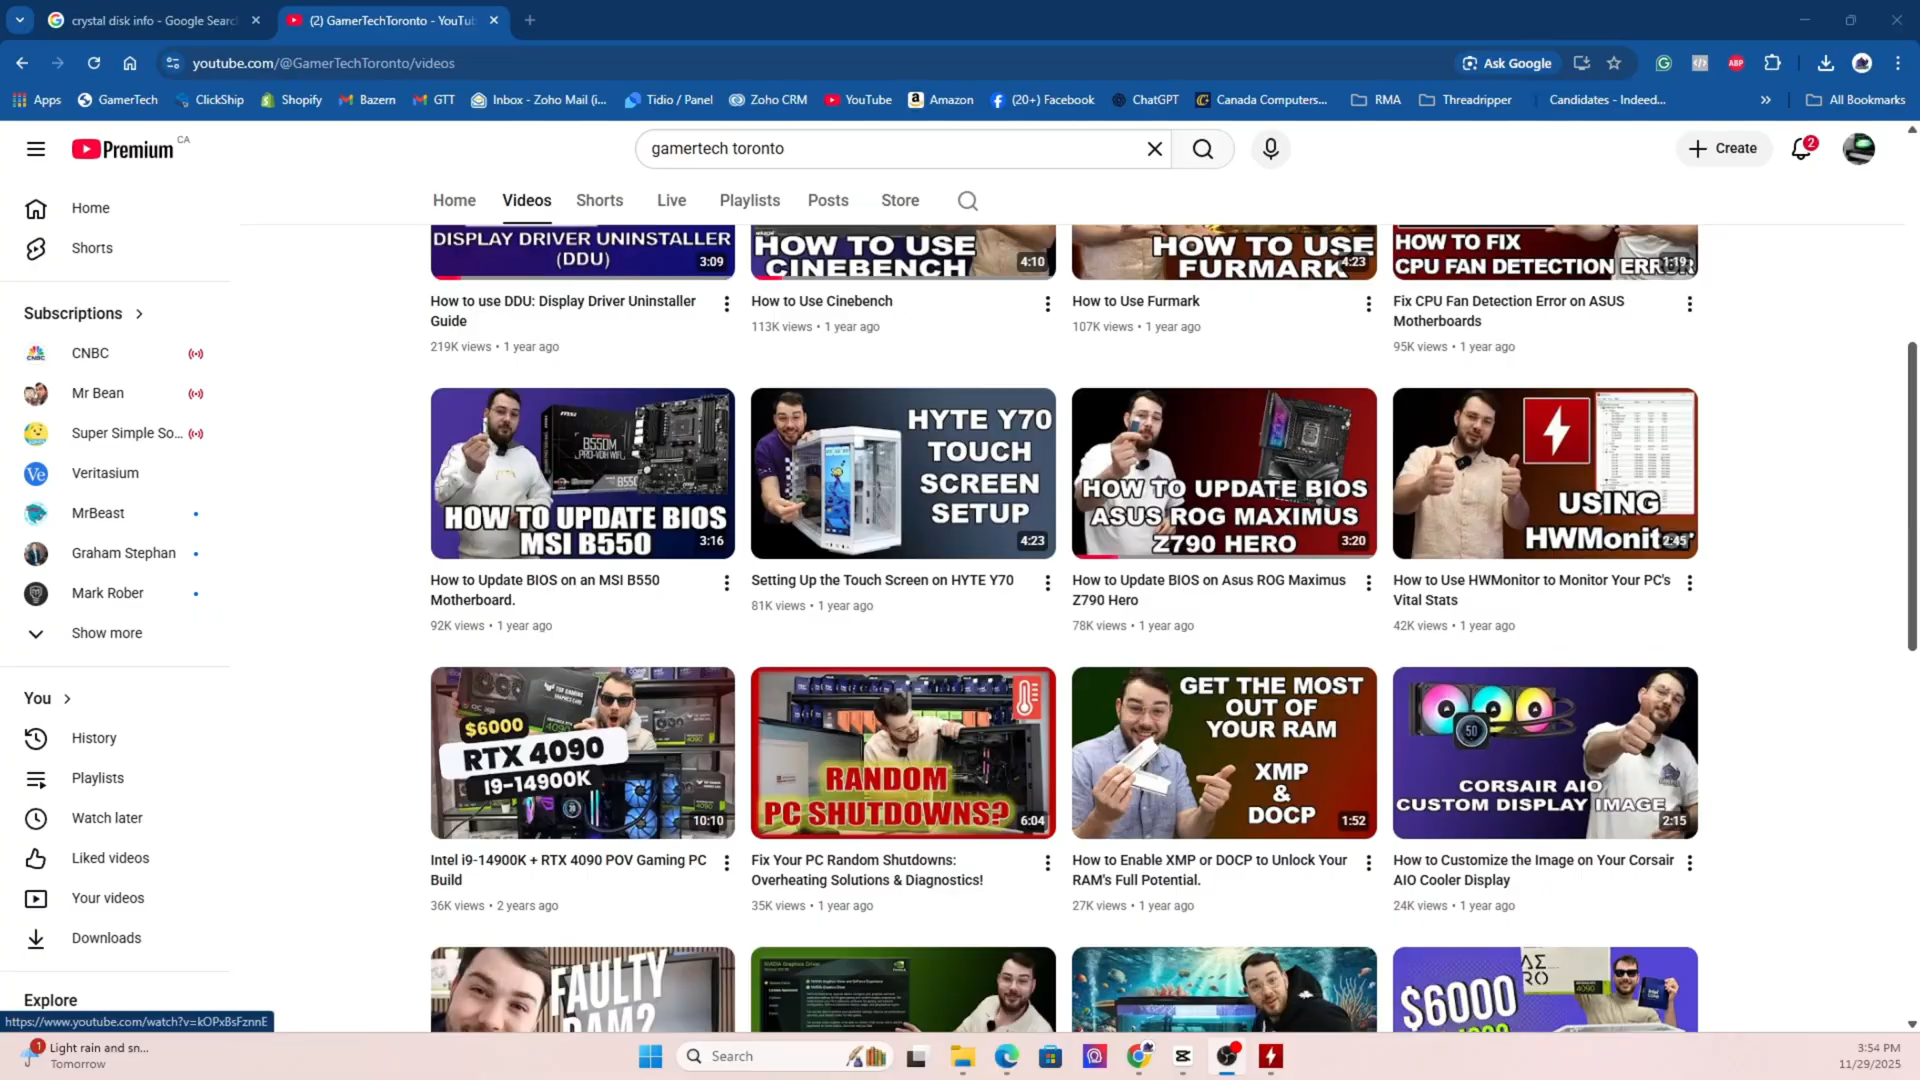 crystal disk info - Google Searc
(2) GamerTechToronto - YouTu
youtube.com/@GamerTechToronto/videos
Ask Google
ABP
Apps
GamerTech
ClickShip
Shopify
Bazern
GTT
Inbox - Zoho Mail (i...
Tidio / Panel
Zoho CRM
YouTube
Amazon
(20+) Facebook
ChatGPT
Canada Computers...
RMA
Threadripper
Candidates - Indeed...
All Bookmarks
Premium
CA
gamertech toronto
Create
2
Home
Shorts
Subscriptions
CNBC
Mr Bean
Super Simple So...
Veritasium
MrBeast
Graham Stephan
Mark Rober
Show more
You
History
Playlists
Watch later
Liked videos
Your videos
Downloads
Explore
https://www.youtube.com/watch?v=kOPxBsFznnE
Home
Videos
Shorts
Live
Playlists
Posts
Store
DISPLAY DRIVER UNINSTALLER
(DDU)
3:09
HOW TO USE
CINEBENCH
4:10
HOW TO USE
FURMARK
4:23
HOW TO FIX
CPU FAN DETECTION ERROR
1:19
How to use DDU: Display Driver Uninstaller
Guide
219K views • 1 year ago
How to Use Cinebench
113K views • 1 year ago
How to Use Furmark
107K views • 1 year ago
Fix CPU Fan Detection Error on ASUS
Motherboards
95K views • 1 year ago
B550M
PRO-VDH WIFI
HOW TO UPDATE BIOS
MSI B550
3:16
HYTE Y70
TOUCH
SCREEN
SETUP
4:23
HOW TO UPDATE BIOS
ASUS ROG MAXIMUS
Z790 HERO
3:20
USING
HWMonitor
2:45
How to Update BIOS on an MSI B550
Motherboard.
92K views • 1 year ago
Setting Up the Touch Screen on HYTE Y70
81K views • 1 year ago
How to Update BIOS on Asus ROG Maximus
Z790 Hero
78K views • 1 year ago
How to Use HWMonitor to Monitor Your PC's
Vital Stats
42K views • 1 year ago
$6000
RTX 4090
I9-14900K
10:10
RANDOM
PC SHUTDOWNS?
6:04
GET THE MOST
OUT OF
YOUR RAM
XMP
&
DOCP
1:52
50
CORSAIR AIO
CUSTOM DISPLAY IMAGE
2:15
Intel i9-14900K + RTX 4090 POV Gaming PC
Build
36K views • 2 years ago
Fix Your PC Random Shutdowns:
Overheating Solutions & Diagnostics!
35K views • 1 year ago
How to Enable XMP or DOCP to Unlock Your
RAM's Full Potential.
27K views • 1 year ago
How to Customize the Image on Your Corsair
AIO Cooler Display
24K views • 1 year ago
FAULTY
RAM?
$6000
1
Light rain and sn...
Tomorrow
Search
3:54 PM
11/29/2025